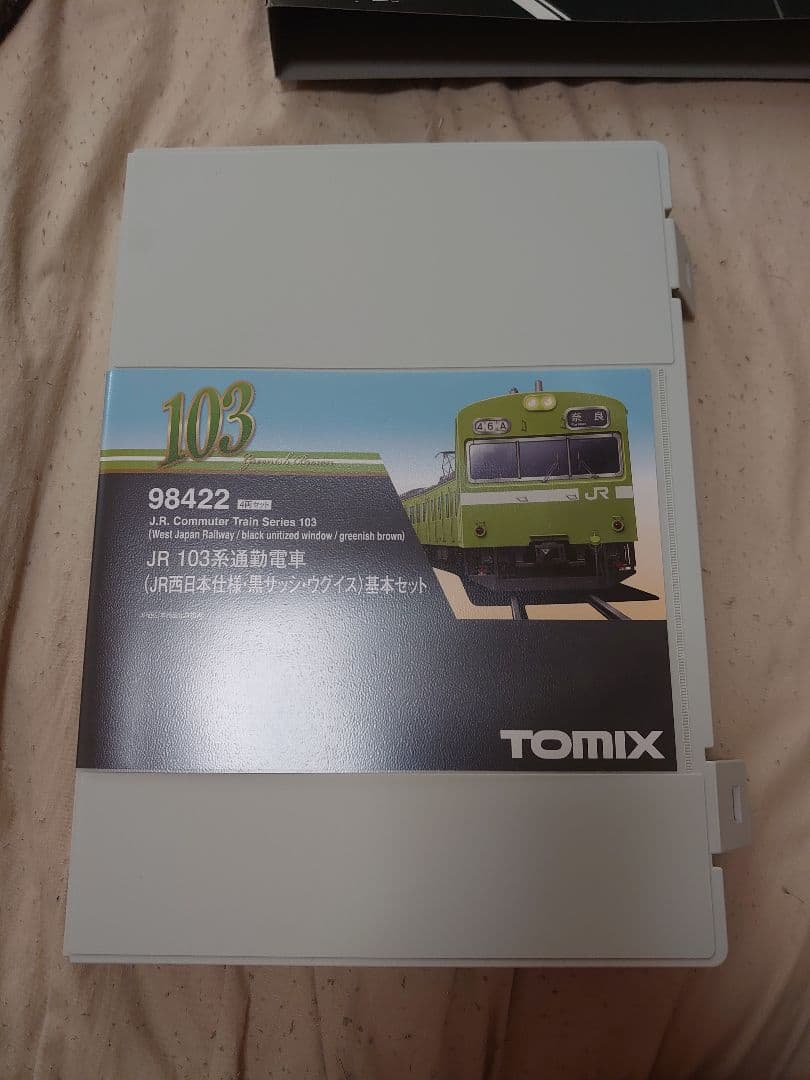 103
98422 4両セット
J.R. Commuter Train Series 103
(West Japan Railway / black unitized window / greenish brown)
JR 103系通勤電車
(JR西日本仕様・黒サッシ・ウグイス)基本セット
46A
奈良
JR
TOMIX